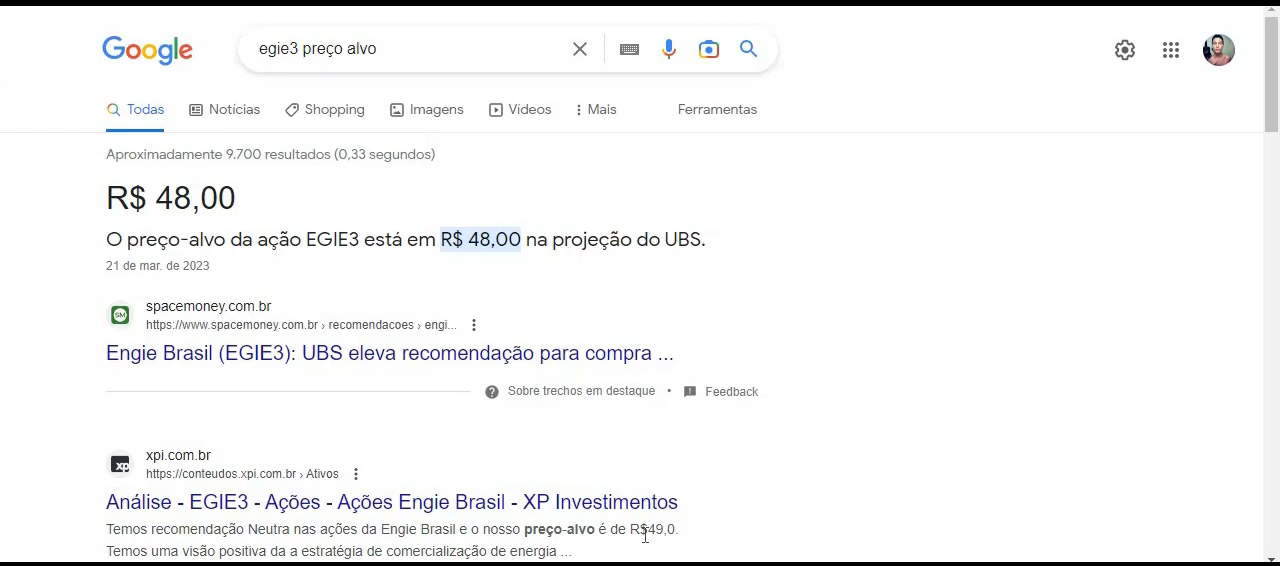 Google
egie3 preço alvo
Todas Notícias Shopping Imagens Vídeos Mais Ferramentas
Aproximadamente 9.700 resultados (0,33 segundos)
R$ 48,00
O preço-alvo da ação EGIE3 está em R$ 48,00 na projeção do UBS.
21 de mar. de 2023
SM
spacemoney.com.br
https://www.spacemoney.com.br › recomendacoes › engi...
Engie Brasil (EGIE3): UBS eleva recomendação para compra ...
Sobre trechos em destaque • Feedback
xp
xpi.com.br
https://conteudos.xpi.com.br › Ativos
Análise - EGIE3 - Ações - Ações Engie Brasil - XP Investimentos
Temos recomendação Neutra nas ações da Engie Brasil e o nosso preço-alvo é de R$49,0.
Temos uma visão positiva da a estratégia de comercialização de energia ...